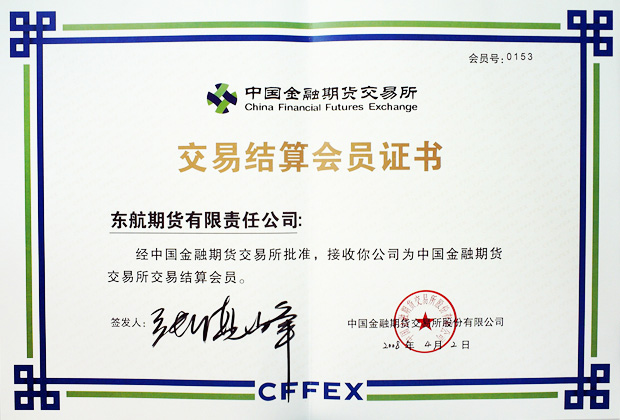 会员号:0153
中国金融期货交易所
China Financial Futures Exchange
交易结算会员证书
东航期货有限责任公司:
经中国金融期货交易所批准，接收你公司为中国金融期货
交易所交易结算会员。
签发人:
中国金融期货交易所股份有限公司
2008年4月2日
CFFEX